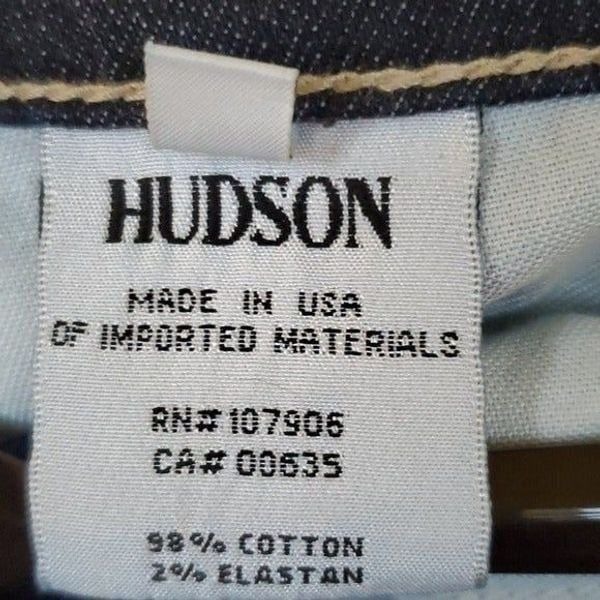 HUDSON
MADE IN USA
OF IMPORTED MATERIALS
RN# 107906
CA# 00635
98% COTTON
2% ELASTAN